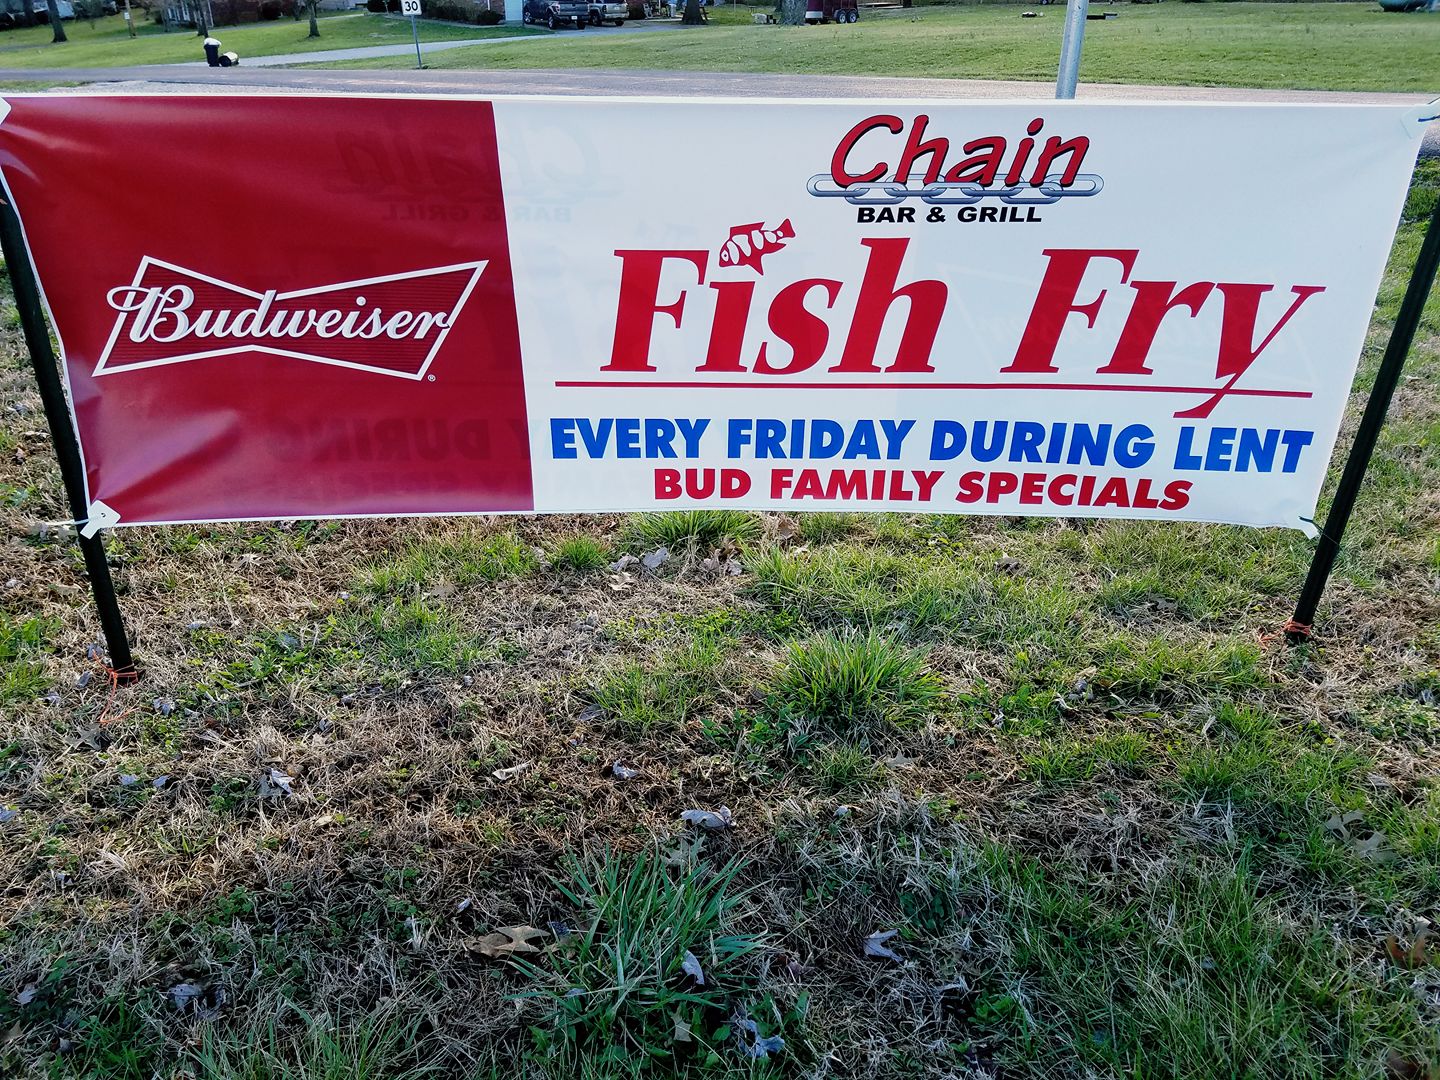 30
Budweiser
®
Chain
BAR & GRILL
Fish Fry
EVERY FRIDAY DURING LENT
BUD FAMILY SPECIALS